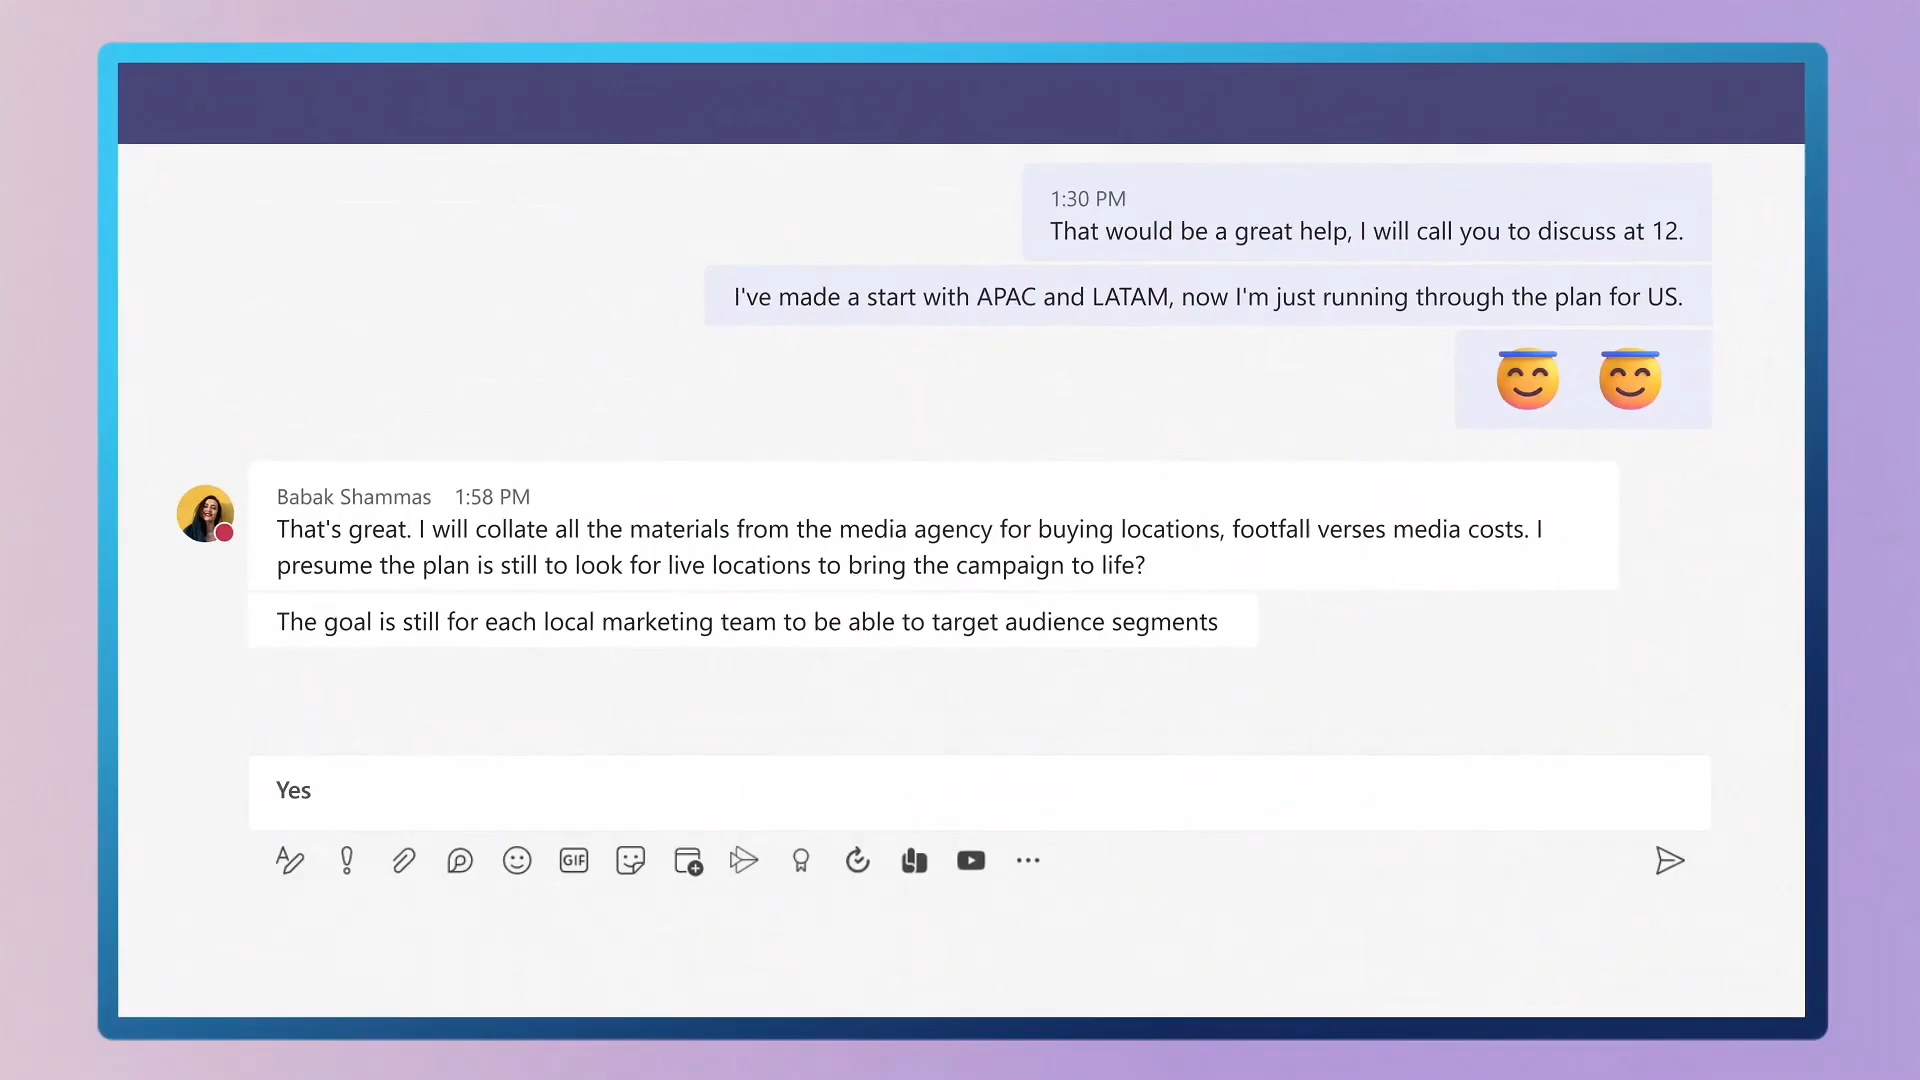 1:30 PM
That would be a great help, I will call you to discuss at 12.
I've made a start with APAC and LATAM, now I'm just running through the plan for US.
Babak Shammas 1:58 PM
That's great. I will collate all the materials from the media agency for buying locations, footfall verses media costs. I
presume the plan is still to look for live locations to bring the campaign to life?
The goal is still for each local marketing team to be able to target audience segments
Yes
GIF